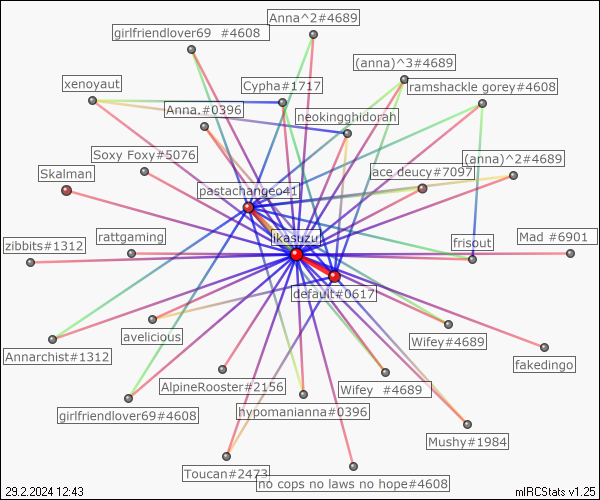 Anna^2#4689
girlfriendlover69 #4608
(anna)^3#4689
xenoyaut
Cypha#1717
ramshackle gorey#4608
Anna.#0396
neokingghidorah
Soxy Foxy#5076
(anna)^2#4689
Skalman
ace deucy#7097
pastachangeo41
rattgaming
ikasuzu
Mad #6901
zibbits#1312
frisout
default#0617
avelicious
Wifey#4689
Annarchist#1312
fakedingo
AlpineRooster#2156
Wifey #4689
girlfriendlover69#4608
hypomanianna#0396
Mushy#1984
Toucan#2473
no cops no laws no hope#4608
29.2.2024 12:43
mIRCStats v1.25